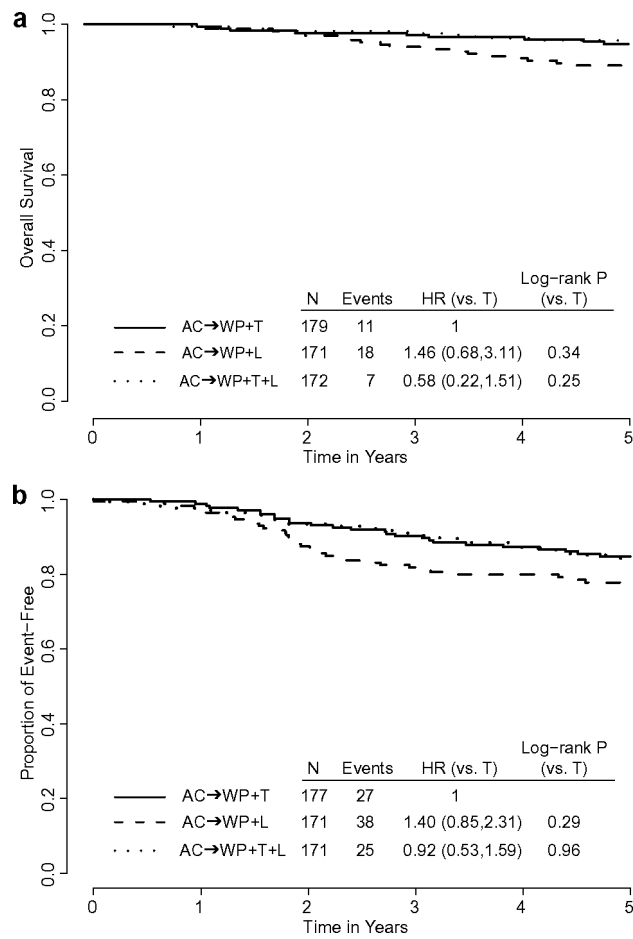 a
Overall Survival
1.0
0.8
0.6
0.4
0.2
0.0
Log−rank P
N Events HR (vs. T) (vs. T)
AC➔WP+T 179 11 1
AC➔WP+L 171 18 1.46 (0.68,3.11) 0.34
AC➔WP+T+L 172 7 0.58 (0.22,1.51) 0.25
0 1 2 3 4 5
Time in Years
b
Proportion of Event−Free
1.0
0.8
0.6
0.4
0.2
0.0
Log−rank P
N Events HR (vs. T) (vs. T)
AC➔WP+T 177 27 1
AC➔WP+L 171 38 1.40 (0.85,2.31) 0.29
AC➔WP+T+L 171 25 0.92 (0.53,1.59) 0.96
0 1 2 3 4 5
Time in Years